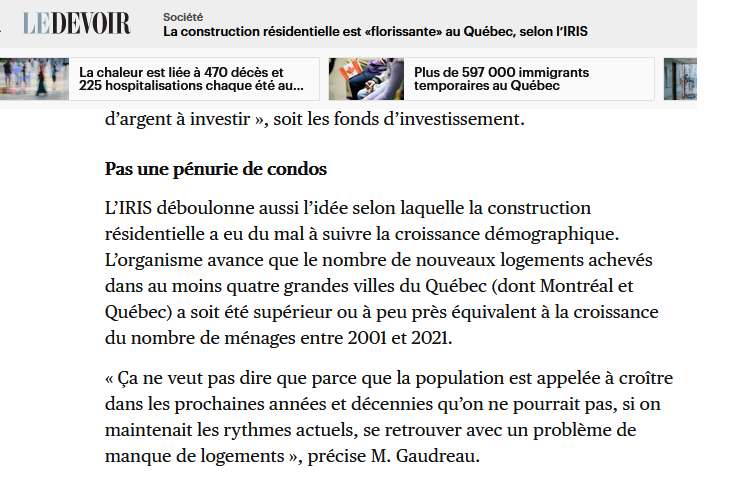 LE DEVOIR
Société
La construction résidentielle est «florissante» au Québec, selon l'IRIS
La chaleur est liée à 470 décès et
225 hospitalisations chaque été au...
Plus de 597 000 immigrants
temporaires au Québec
d'argent à investir », soit les fonds d'investissement.
Pas une pénurie de condos
L'IRIS déboulonne aussi l'idée selon laquelle la construction
résidentielle a eu du mal à suivre la croissance démographique.
L'organisme avance que le nombre de nouveaux logements achevés
dans au moins quatre grandes villes du Québec (dont Montréal et
Québec) a soit été supérieur ou à peu près équivalent à la croissance
du nombre de ménages entre 2001 et 2021.
« Ça ne veut pas dire que parce que la population est appelée à croître
dans les prochaines années et décennies qu'on ne pourrait pas, si on
maintenait les rythmes actuels, se retrouver avec un problème de
manque de logements », précise M. Gaudreau.